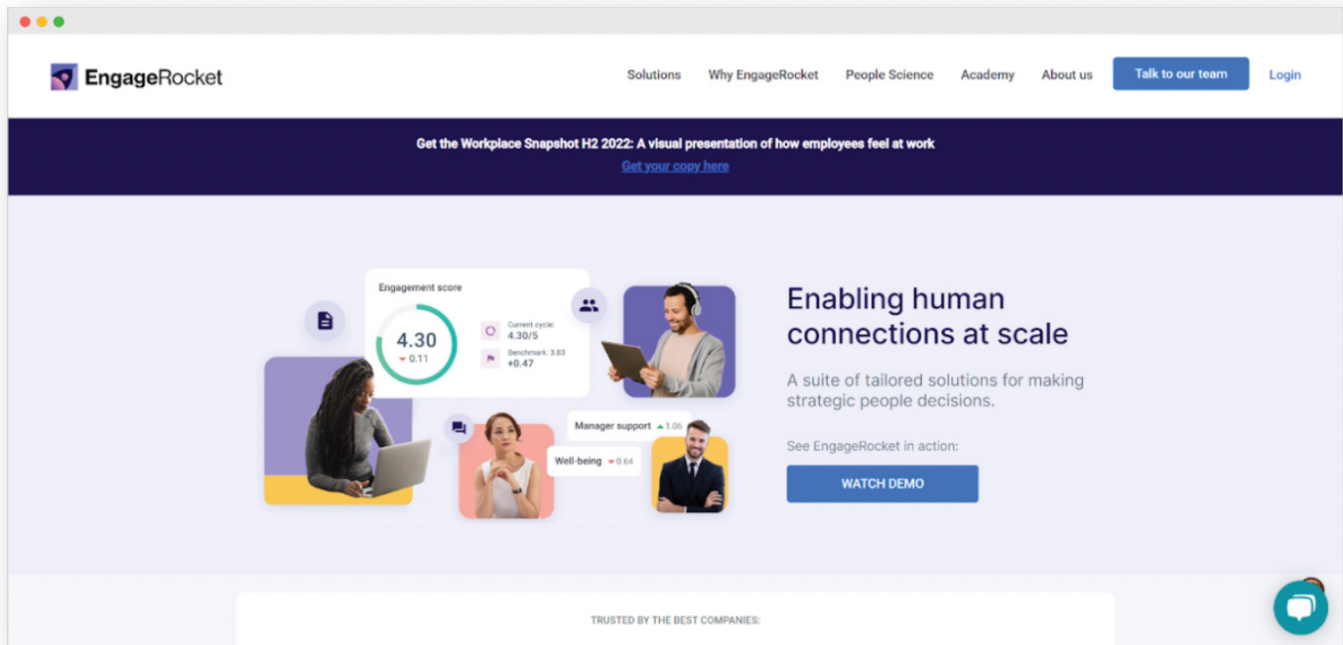 EngageRocket
Solutions
Why EngageRocket
People Science
Academy
About us
Talk to our team
Login
Get the Workplace Snapshot H2 2022: A visual presentation of how employees feel at work
Get your copy here
Engagement score
4.30
0.11
Current cycle:
4.30/5
Benchmark: 3.83
+0.47
Manager support 1.06
Well-being 0.64
Enabling human
connections at scale
A suite of tailored solutions for making
strategic people decisions.
See EngageRocket in action:
WATCH DEMO
TRUSTED BY THE BEST COMPANIES: